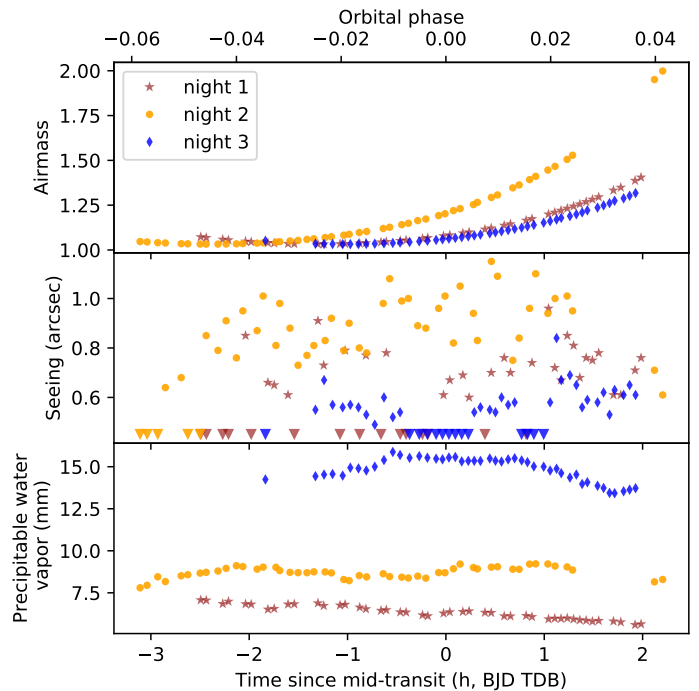 Orbital phase
−0.06 −0.04 −0.02 0.00 0.02 0.04
2.00
1.75
1.50
1.25
1.00
Airmass
night 1
night 2
night 3
1.0
0.8
0.6
Seeing (arcsec)
15.0
12.5
10.0
7.5
Precipitable water
vapor (mm)
−3 −2 −1 0 1 2
Time since mid-transit (h, BJD TDB)